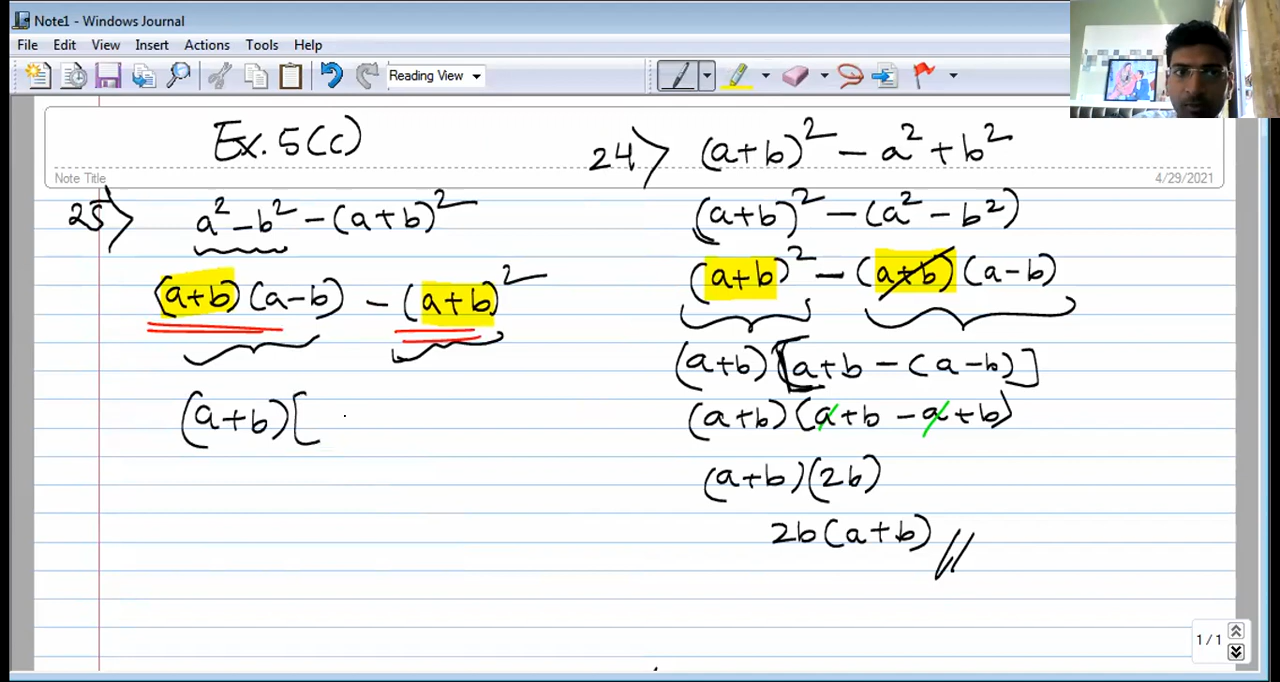 Note1 - Windows Journal
File Edit View Insert Actions Tools Help
Reading View
Ex. 5(c)
Note Title
4/29/2021
25) a² - b² - (a+b)²
(a+b)(a-b) - (a+b)²
(a+b)[
24) (a+b)² - a² + b²
(a+b)² - (a² - b²)
(a+b)² - (a+b)(a-b)
(a+b)[a+b - (a-b)]
(a+b)(a+b - a+b)
(a+b)(2b)
2b(a+b)//
1/1